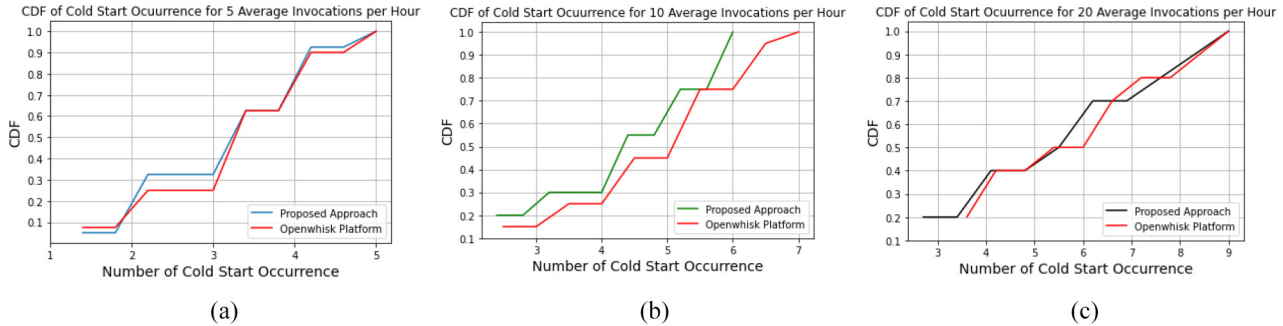 CDF of Cold Start Ocuurrence for 5 Average Invocations per Hour
CDF
1.0
0.9
0.8
0.7
0.6
0.5
0.4
0.3
0.2
0.1
Proposed Approach
Openwhisk Platform
1 2 3 4 5
Number of Cold Start Occurrence
(a)
CDF of Cold Start Ocuurrence for 10 Average Invocations per Hour
CDF
1.0
0.9
0.8
0.7
0.6
0.5
0.4
0.3
0.2
0.1
Proposed Approach
Openwhisk Platform
3 4 5 6 7
Number of Cold Start Occurrence
(b)
CDF of Cold Start Ocuurrence for 20 Average Invocations per Hour
CDF
1.0
0.9
0.8
0.7
0.6
0.5
0.4
0.3
0.2
0.1
Proposed Approach
Openwhisk Platform
3 4 5 6 7 8 9
Number of Cold Start Occurrence
(c)